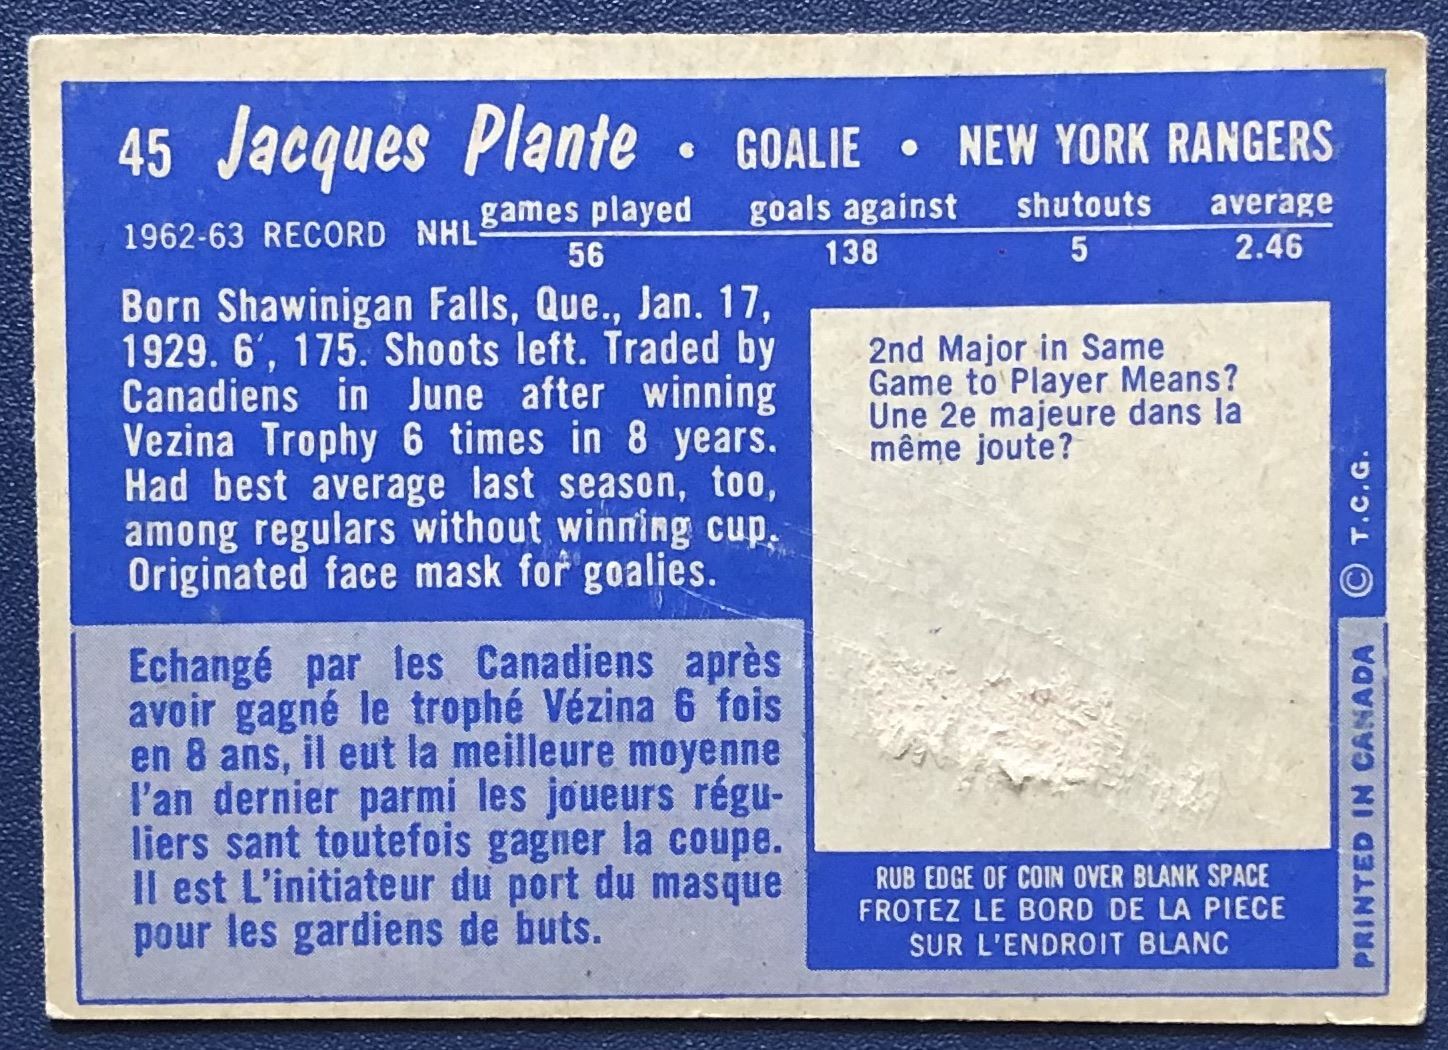 45 Jacques Plante • GOALIE • NEW YORK RANGERS
games played goals against shutouts average
1962-63 RECORD NHL
56 138 5 2.46
Born Shawinigan Falls, Que., Jan. 17,
1929. 6', 175. Shoots left. Traded by
Canadiens in June after winning
Vezina Trophy 6 times in 8 years.
Had best average last season, too,
among regulars without winning cup.
Originated face mask for goalies.
Echangé par les Canadiens après
avoir gagné le trophé Vézina 6 fois
en 8 ans, il eut la meilleure moyenne
l'an dernier parmi les joueurs régu-
liers sant toutefois gagner la coupe.
Il est L'initiateur du port du masque
pour les gardiens de buts.
2nd Major in Same
Game to Player Means?
Une 2e majeure dans la
même joute?
RUB EDGE OF COIN OVER BLANK SPACE
FROTEZ LE BORD DE LA PIECE
SUR L'ENDROIT BLANC
© T.C.G.
PRINTED IN CANADA